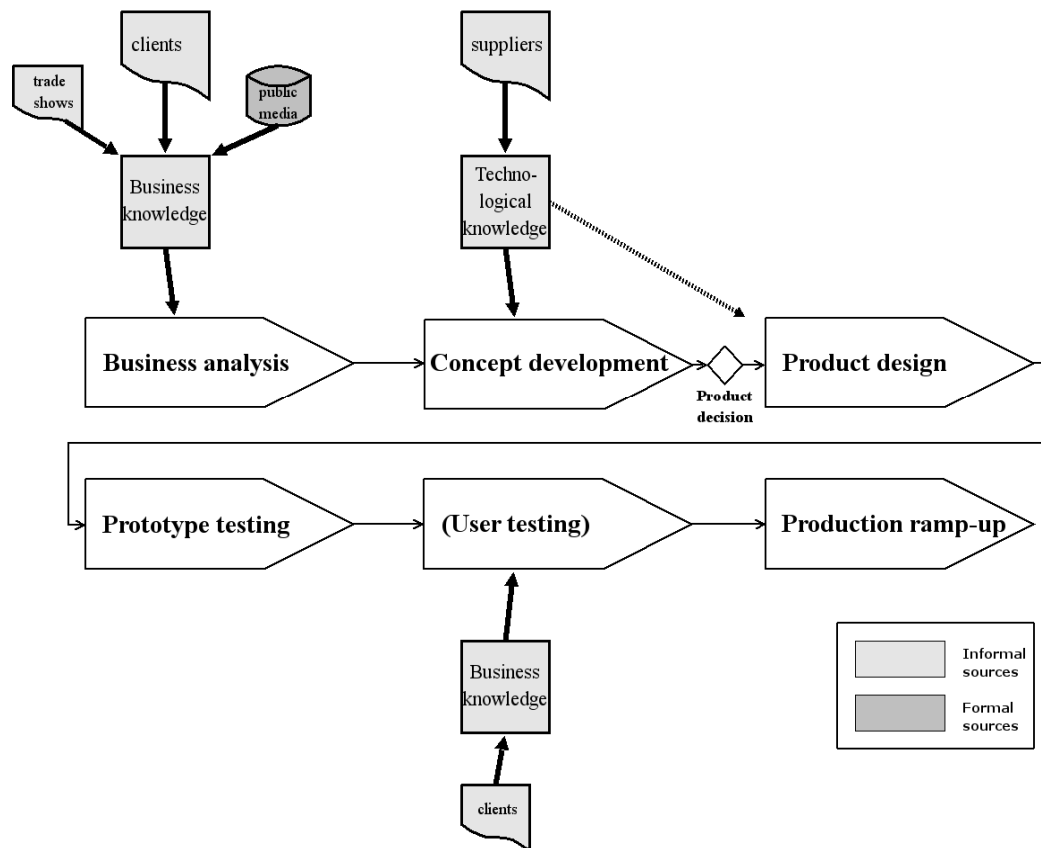 clients
suppliers
trade
shows
public
media
Business
knowledge
Techno-
logical
knowledge
Business analysis
Concept development
Product
decision
Product design
Prototype testing
(User testing)
Production ramp-up
Business
knowledge
clients
Informal
sources
Formal
sources